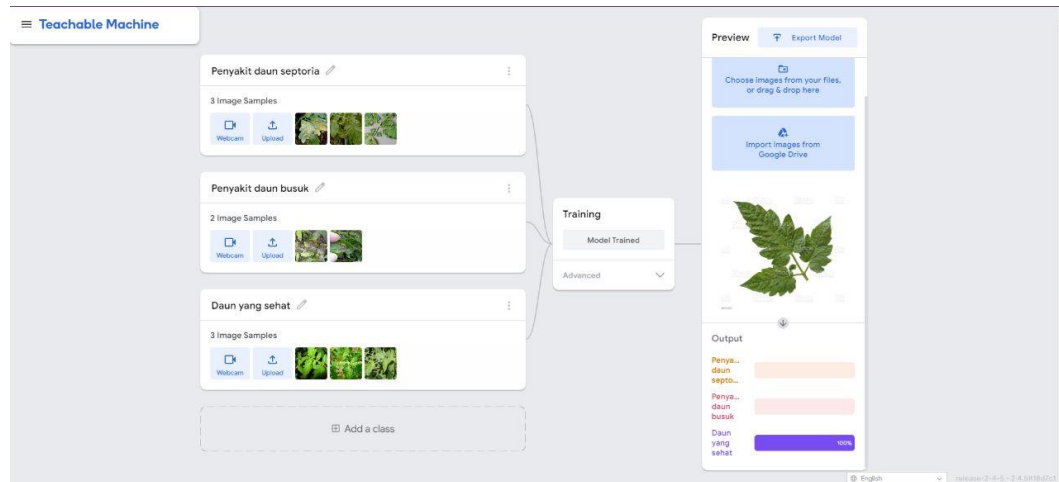 Teachable Machine
Penyakit daun septoria
3 Image Samples
Webcam
Upload
Penyakit daun busuk
2 Image Samples
Webcam
Upload
Daun yang sehat
3 Image Samples
Webcam
Upload
Add a class
Training
Model Trained
Advanced
Preview
Export Model
Choose images from your files,
or drag & drop here
Import images from
Google Drive
Output
Penya...
daun
septo...
Penya...
daun
busuk
Daun
yang
sehat
100%
English